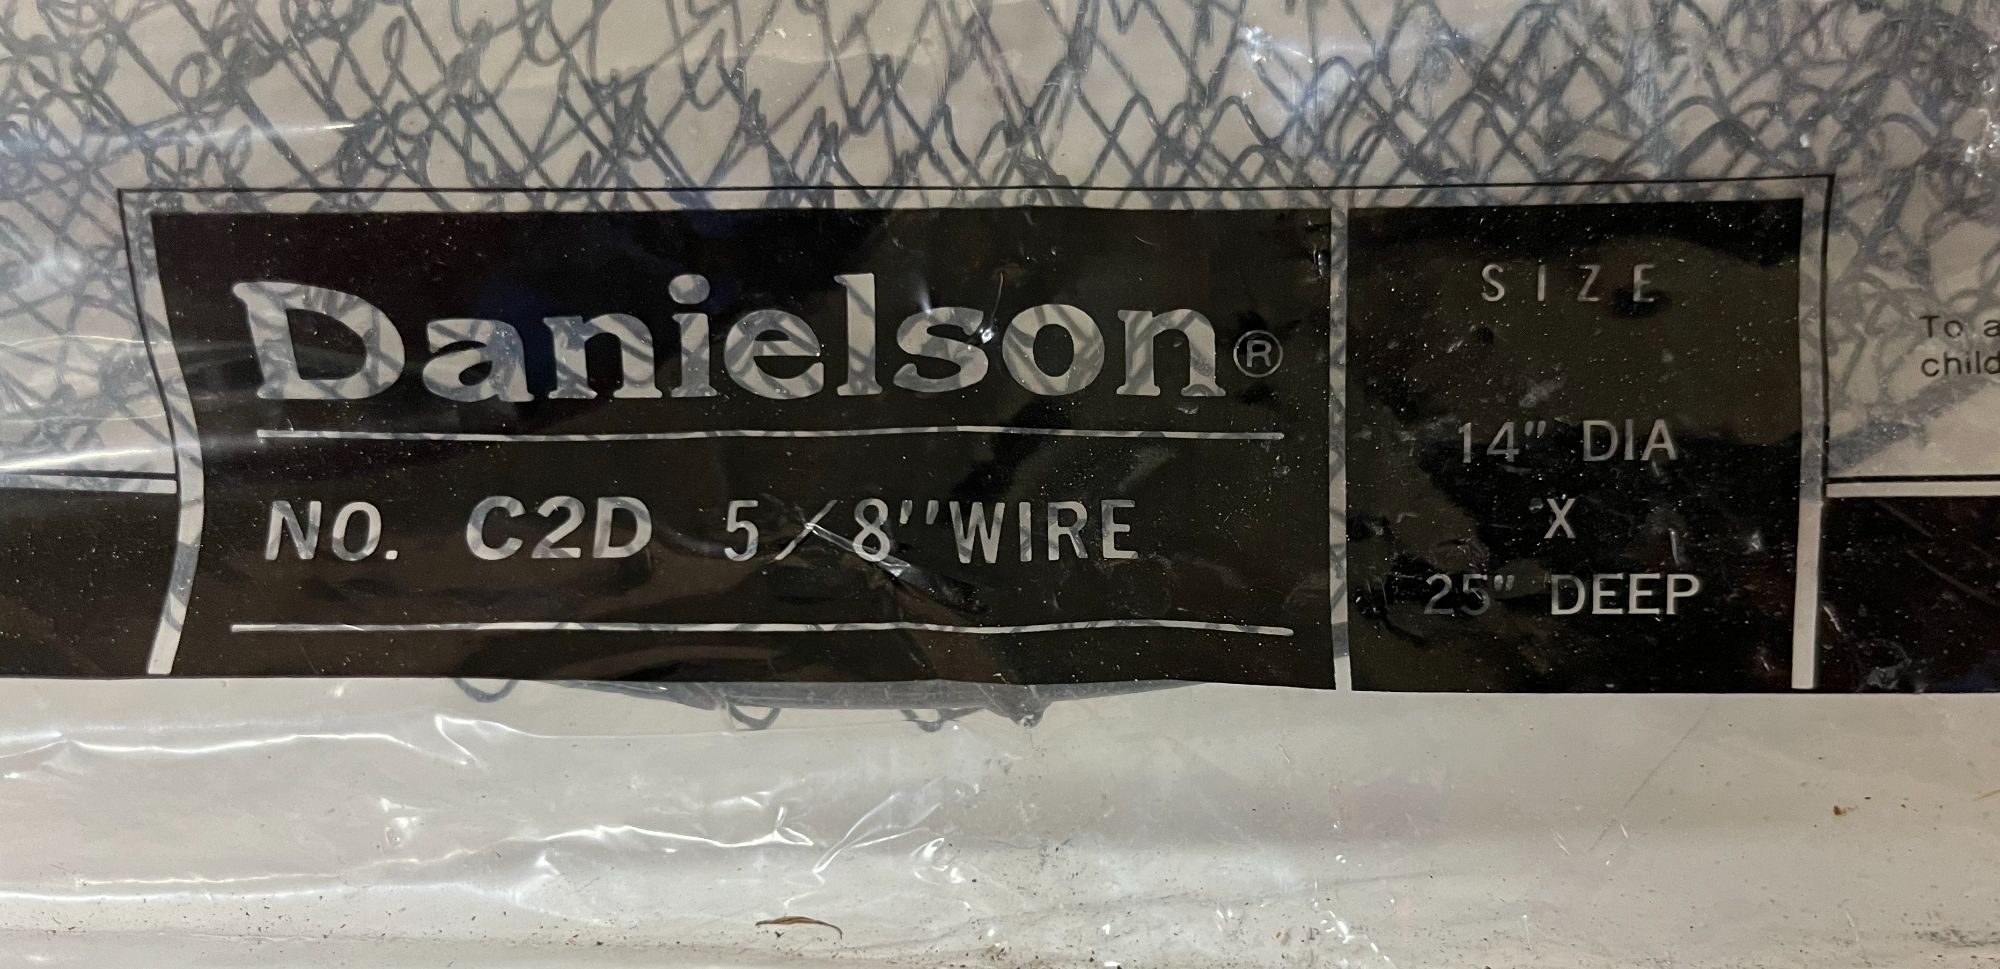 Danielson®
NO. C2D 5/8"WIRE
SIZE
14" DIA
X
25" DEEP
To a
child